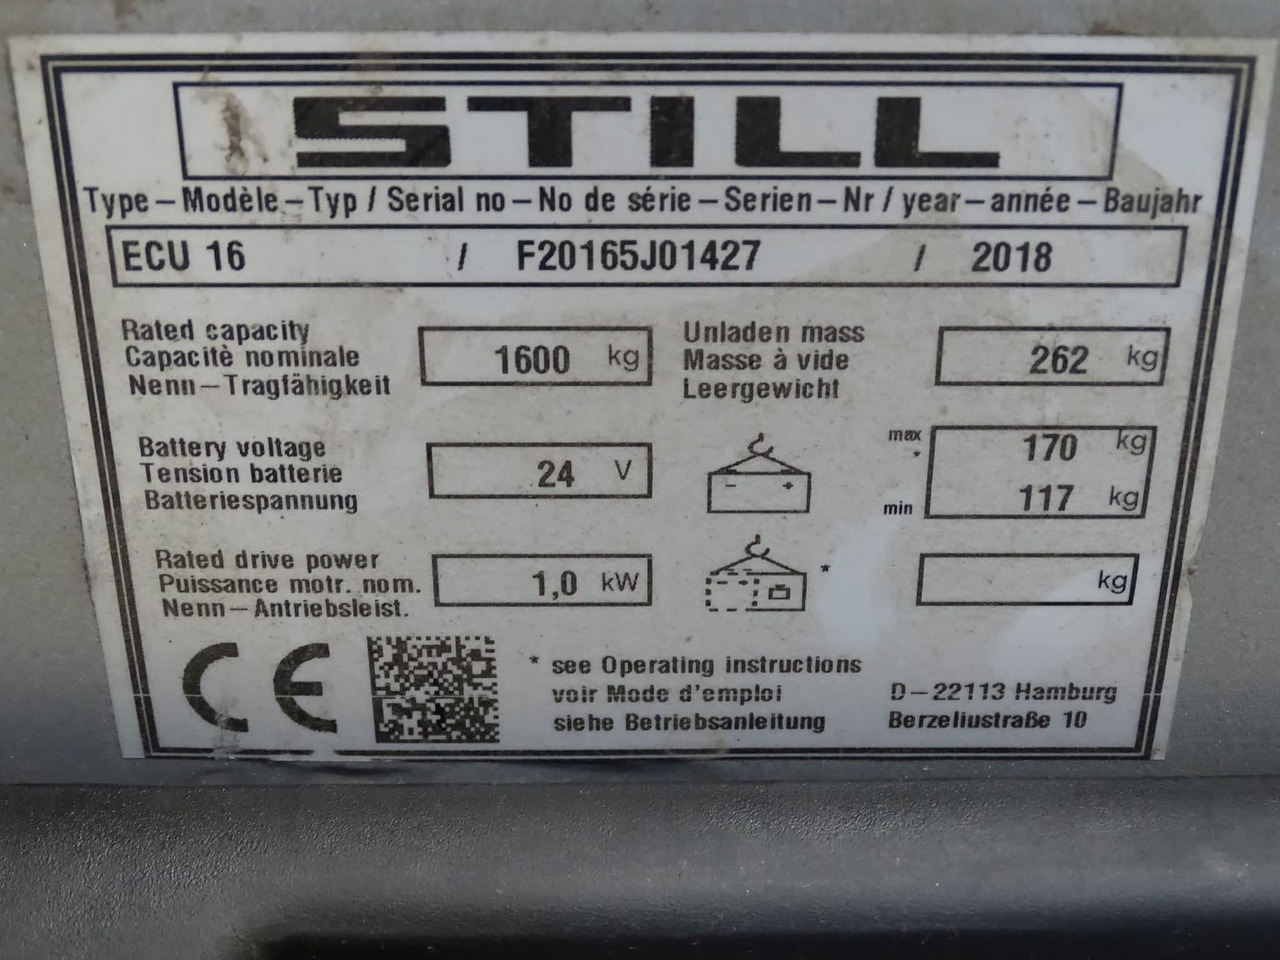 STILL
Type – Modèle – Typ / Serial no – No de série – Serien – Nr / year – année – Baujahr
ECU 16 / F20165J01427 / 2018
Rated capacity
Capacitè nominale
Nenn – Tragfähigkeit
1600 kg
Unladen mass
Masse à vide
Leergewicht
262 kg
Battery voltage
Tension batterie
Batteriespannung
24 V
max
*
min
170 kg
117 kg
Rated drive power
Puissance motr. nom.
Nenn – Antriebsleist.
1,0 kW
*
kg
CE
* see Operating instructions
voir Mode d'emploi
siehe Betriebsanleitung
D – 22113 Hamburg
Berzeliustraße 10